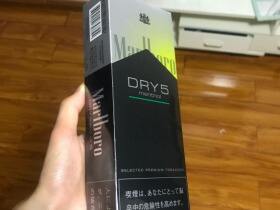 Marlboro
DRY5
menthol
SELECTED PREMIUM TOBACCOS
Marlboro
喫煙は、あなたにとって脳
卒中の危険性を高めます。